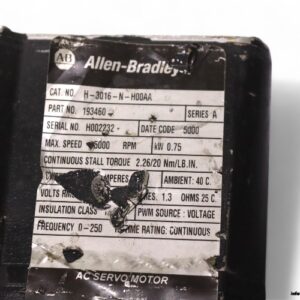 AB Allen-Bradley
CAT. NO. H-3016-N-H00AA
PART NO. 193460 SERIES A
SERIAL NO. H002232- DATE CODE 5000
MAX. SPEED 6000 RPM kW 0.75
CONTINUOUS STALL TORQUE 2.26/20 Nm/LB.IN.
AMPERES AMBIENT: 40 C.
VOLTS 1.3 OHMS 25 C.
INSULATION CLASS PWM SOURCE: VOLTAGE
FREQUENCY 0-250 TIME RATING: CONTINUOUS
AC SERVO MOTOR